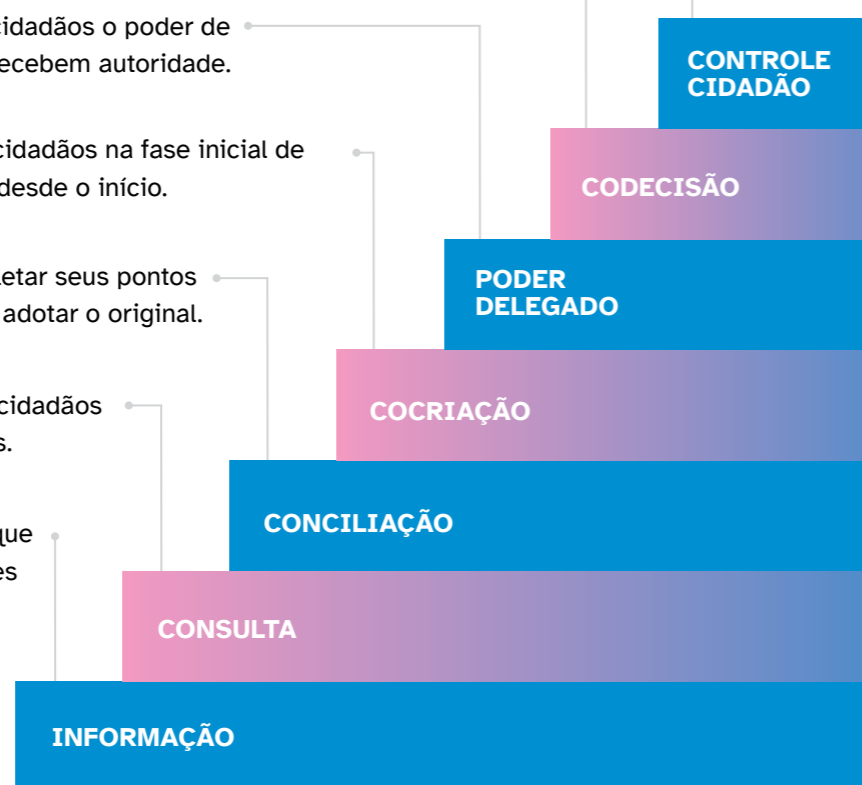 cidadãos o poder de
recebem autoridade.
CONTROLE
CIDADÃO
cidadãos na fase inicial de
desde o início.
CODECISÃO
etar seus pontos
adotar o original.
PODER
DELEGADO
cidadãos
s.
COCRIAÇÃO
que
es
CONCILIAÇÃO
CONSULTA
INFORMAÇÃO